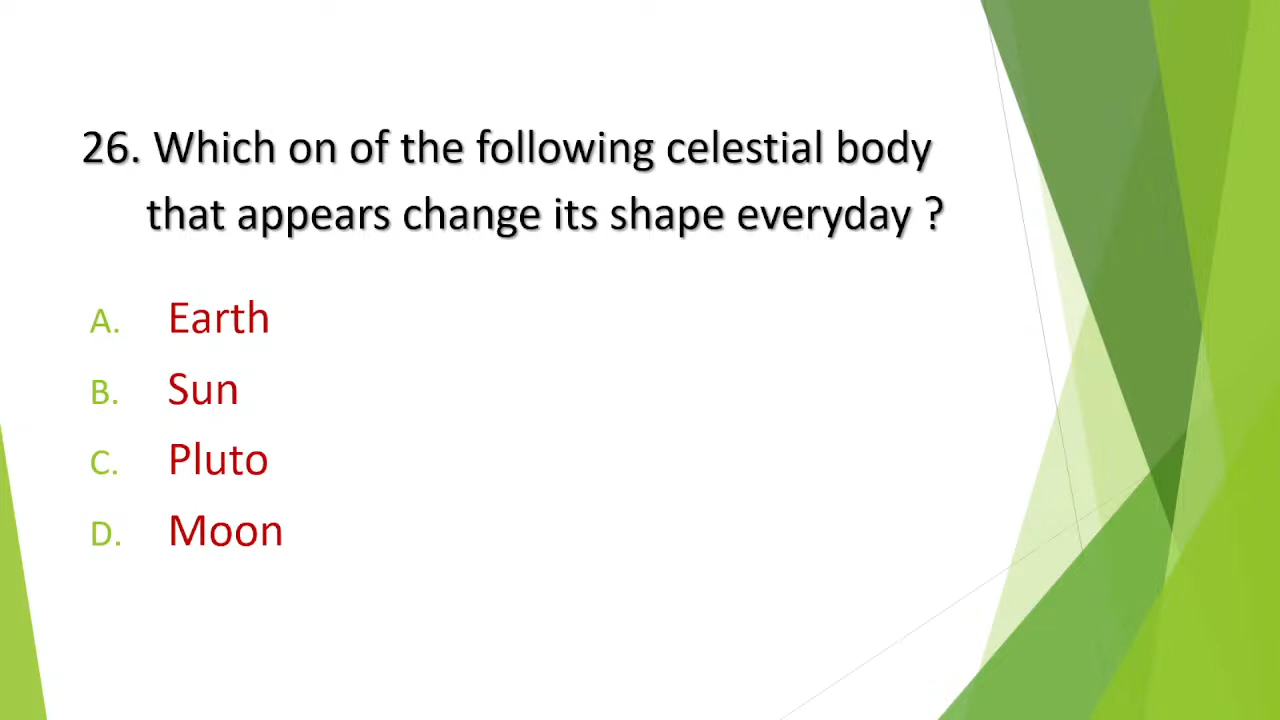 26. Which on of the following celestial body
that appears change its shape everyday ?
A. Earth
B. Sun
C. Pluto
D. Moon